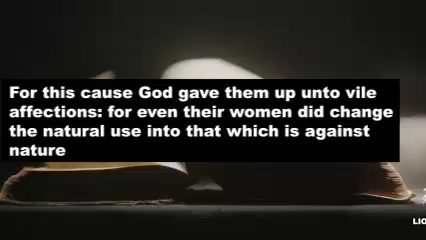 For this cause God gave them up unto vile
affections: for even their women did change
the natural use into that which is against
nature